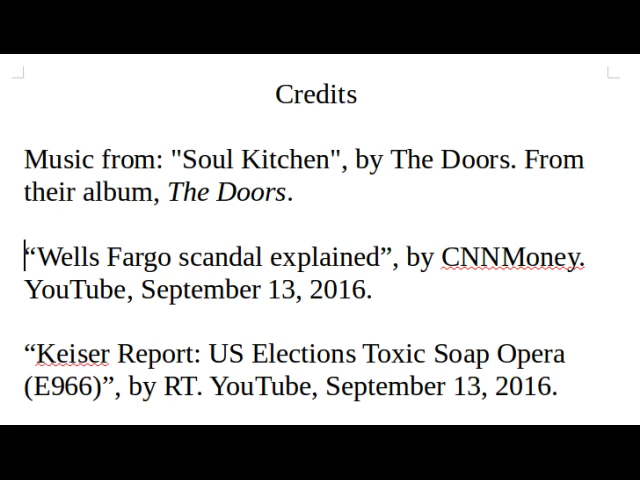 Credits
Music from: "Soul Kitchen", by The Doors. From
their album, The Doors.
“Wells Fargo scandal explained”, by CNNMoney.
YouTube, September 13, 2016.
“Keiser Report: US Elections Toxic Soap Opera
(E966)”, by RT. YouTube, September 13, 2016.